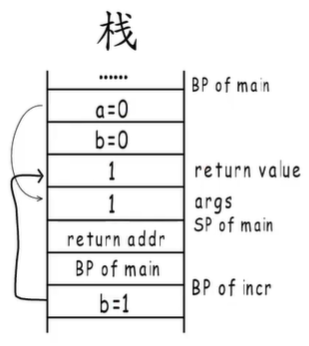 栈
......
BP of main
a=0
b=0
1
return value
1
args
SP of main
return addr
BP of main
BP of incr
b=1